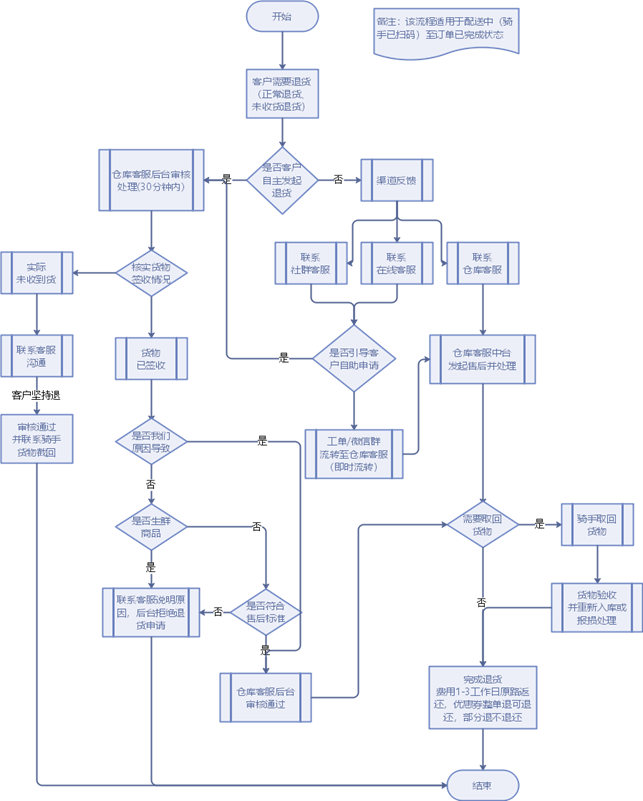 开始
备注：该流程适用于配送中（骑
手已扫码）至订单已完成状态
客户需要退货
（正常退货、
未收货退货）
是否客户
自主发起
退货
是
否
仓库客服后台审核
处理(30分钟内)
渠道反馈
实际
未收到货
核实货物
签收情况
联系
社群客服
联系
在线客服
联系
仓库客服
联系客服
沟通
货物
已签收
是
是否引导客
户自助申请
仓库客服中台
发起售后并处理
客户坚持退
审核通过
并联系骑手
货物截回
是否我们
原因导致
是
工单/微信群
流转至仓库客服
（即时流转）
否
是否生鲜
商品
否
需要取回
货物
是
骑手取回
货物
是
联系客服说明原
因，后台拒绝退
货申请
否
是否符合
售后标准
否
货物验收
并重新入库或
报损处理
是
仓库客服后台
审核通过
完成退货
费用1-3工作日原路返
还，优惠券整单退可退
还，部分退不退还
结束